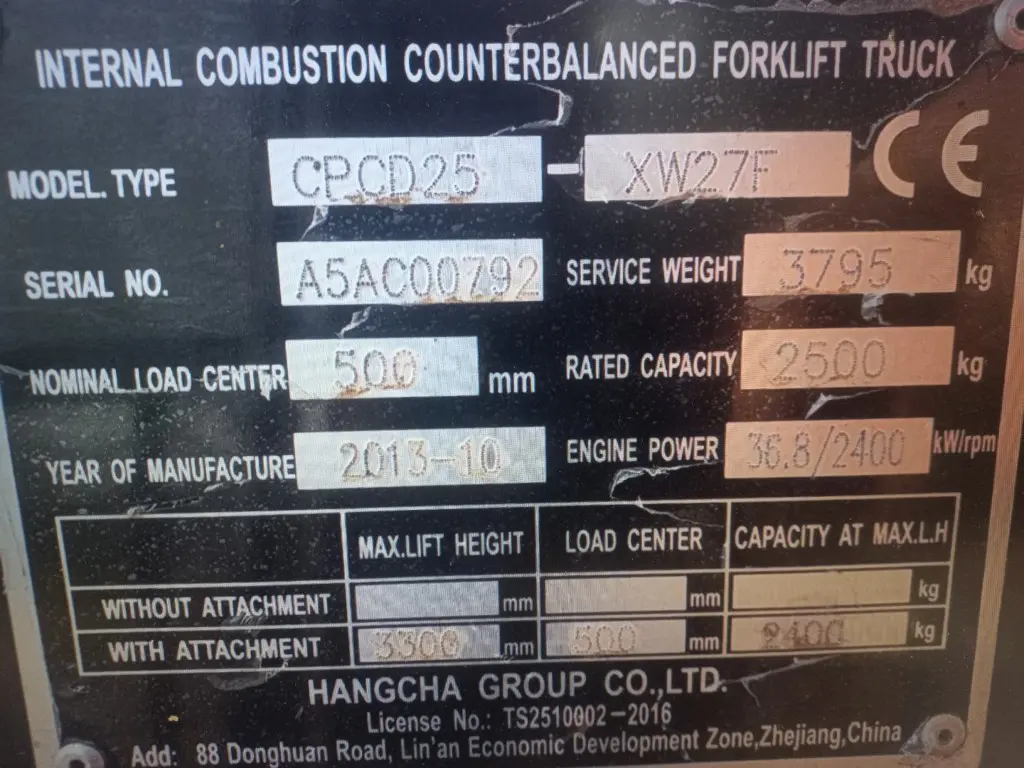 INTERNAL COMBUSTION COUNTERBALANCED FORKLIFT TRUCK
MODEL.TYPE CPCD25 - XW27F CE
SERIAL NO. A5AC00792 SERVICE WEIGHT 3795 kg
NOMINAL LOAD CENTER 500 mm RATED CAPACITY 2500 kg
YEAR OF MANUFACTURE 2013-10 ENGINE POWER 36.8/2400 kW/rpm
MAX.LIFT HEIGHT LOAD CENTER CAPACITY AT MAX.L.H
WITHOUT ATTACHMENT mm mm kg
WITH ATTACHMENT 3300 mm 500 mm 2400 kg
HANGCHA GROUP CO.,LTD.
License No.: TS2510002-2016
Add: 88 Donghuan Road, Lin'an Economic Development Zone,Zhejiang,China